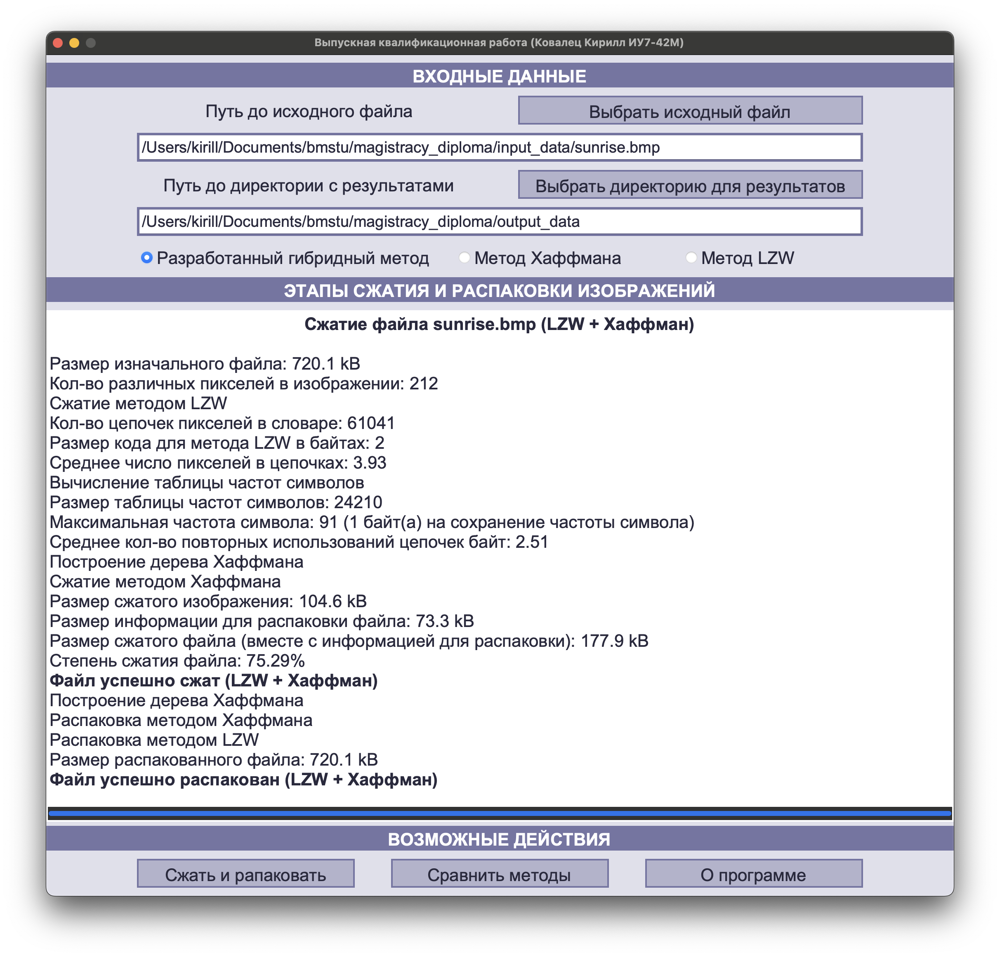 Выпускная квалификационная работа (Ковалец Кирилл ИУ7-42М)
ВХОДНЫЕ ДАННЫЕ
Путь до исходного файла
Выбрать исходный файл
/Users/kirill/Documents/bmstu/magistracy_diploma/input_data/sunrise.bmp
Путь до директории с результатами
Выбрать директорию для результатов
/Users/kirill/Documents/bmstu/magistracy_diploma/output_data
Разработанный гибридный метод
Метод Хаффмана
Метод LZW
ЭТАПЫ СЖАТИЯ И РАСПАКОВКИ ИЗОБРАЖЕНИЙ
Сжатие файла sunrise.bmp (LZW + Хаффман)
Размер изначального файла: 720.1 kB
Кол-во различных пикселей в изображении: 212
Сжатие методом LZW
Кол-во цепочек пикселей в словаре: 61041
Размер кода для метода LZW в байтах: 2
Среднее число пикселей в цепочках: 3.93
Вычисление таблицы частот символов
Размер таблицы частот символов: 24210
Максимальная частота символа: 91 (1 байт(а) на сохранение частоты символа)
Среднее кол-во повторных использований цепочек байт: 2.51
Построение дерева Хаффмана
Сжатие методом Хаффмана
Размер сжатого изображения: 104.6 kB
Размер информации для распаковки файла: 73.3 kB
Размер сжатого файла (вместе с информацией для распаковки): 177.9 kB
Степень сжатия файла: 75.29%
Файл успешно сжат (LZW + Хаффман)
Построение дерева Хаффмана
Распаковка методом Хаффмана
Распаковка методом LZW
Размер распакованного файла: 720.1 kB
Файл успешно распакован (LZW + Хаффман)
ВОЗМОЖНЫЕ ДЕЙСТВИЯ
Сжать и рапаковать
Сравнить методы
О программе